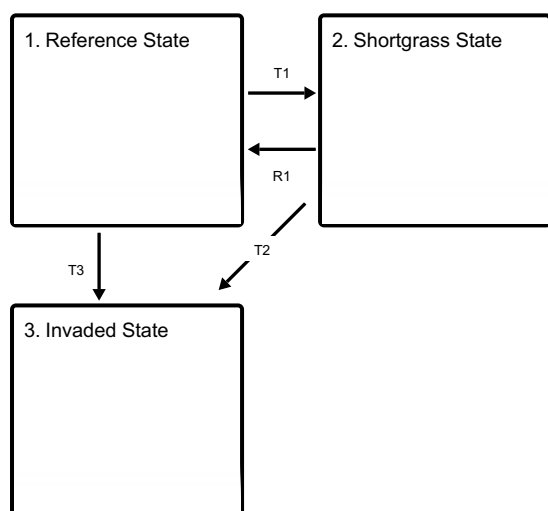 1. Reference State
2. Shortgrass State
T1
R1
T2
T3
3. Invaded State